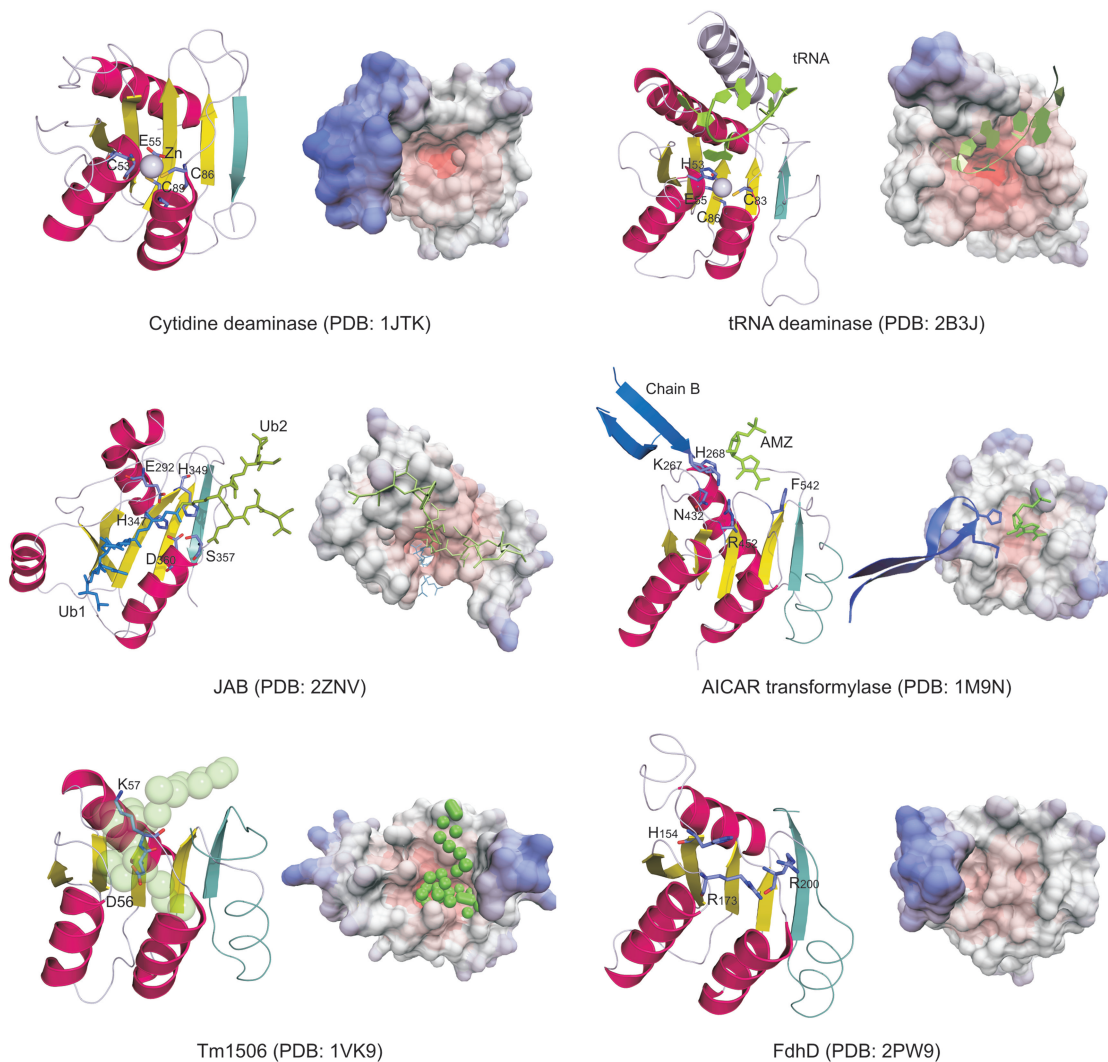 E55
Zn
C53
C86
C89
Cytidine deaminase (PDB: 1JTK)
tRNA
H53
E55
C83
C86
tRNA deaminase (PDB: 2B3J)
Ub2
E292 H349
H347
D360
S357
Ub1
JAB (PDB: 2ZNV)
Chain B
AMZ
H268
K267
F542
N432
R452
AICAR transformylase (PDB: 1M9N)
K57
D56
Tm1506 (PDB: 1VK9)
H154
R173
R200
FdhD (PDB: 2PW9)